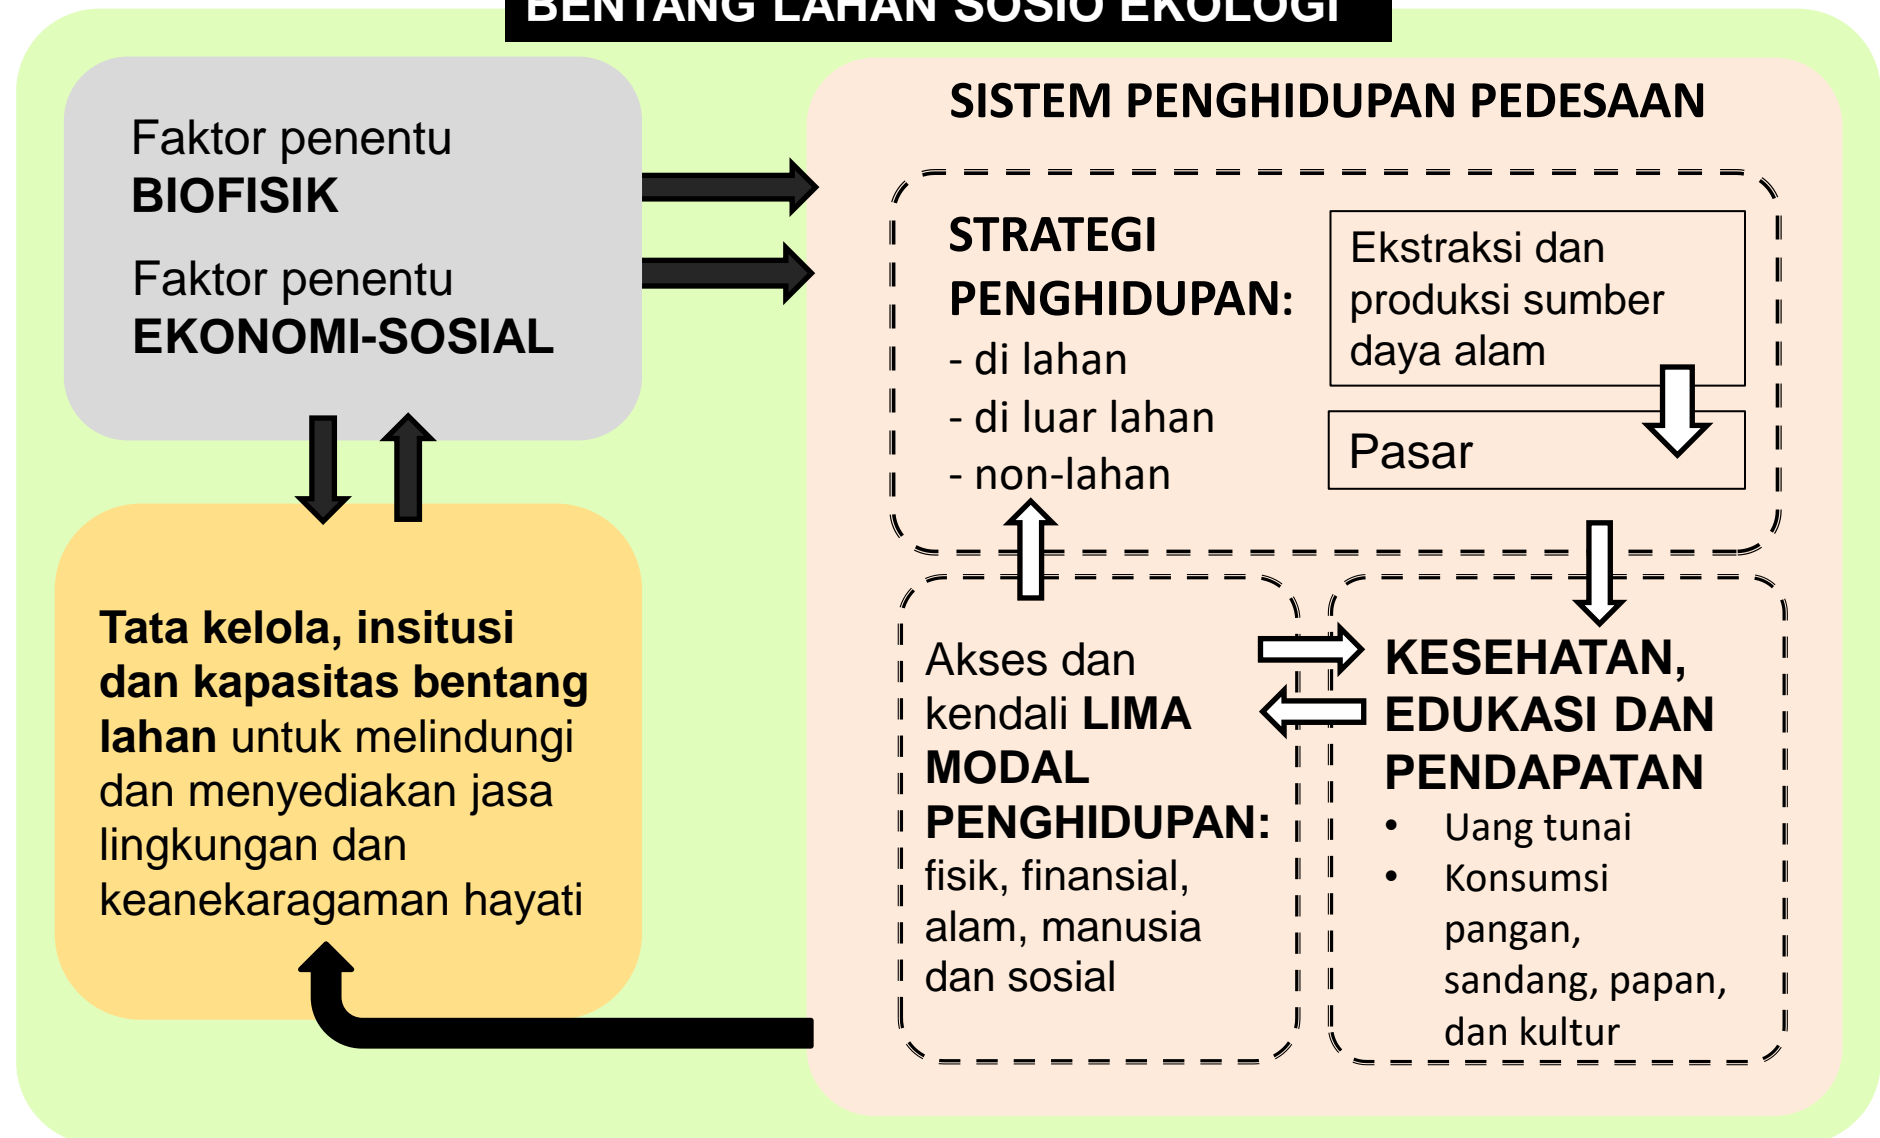 BENTANG LAHAN SOSIO EKOLOGI
Faktor penentu
BIOFISIK
Faktor penentu
EKONOMI-SOSIAL
Tata kelola, insitusi
dan kapasitas bentang
lahan untuk melindungi
dan menyediakan jasa
lingkungan dan
keanekaragaman hayati
SISTEM PENGHIDUPAN PEDESAAN
STRATEGI
PENGHIDUPAN:
- di lahan
- di luar lahan
- non-lahan
Ekstraksi dan
produksi sumber
daya alam
Pasar
Akses dan
kendali LIMA
MODAL
PENGHIDUPAN:
fisik, finansial,
alam, manusia
dan sosial
KESEHATAN,
EDUKASI DAN
PENDAPATAN
• Uang tunai
• Konsumsi
pangan,
sandang, papan,
dan kultur